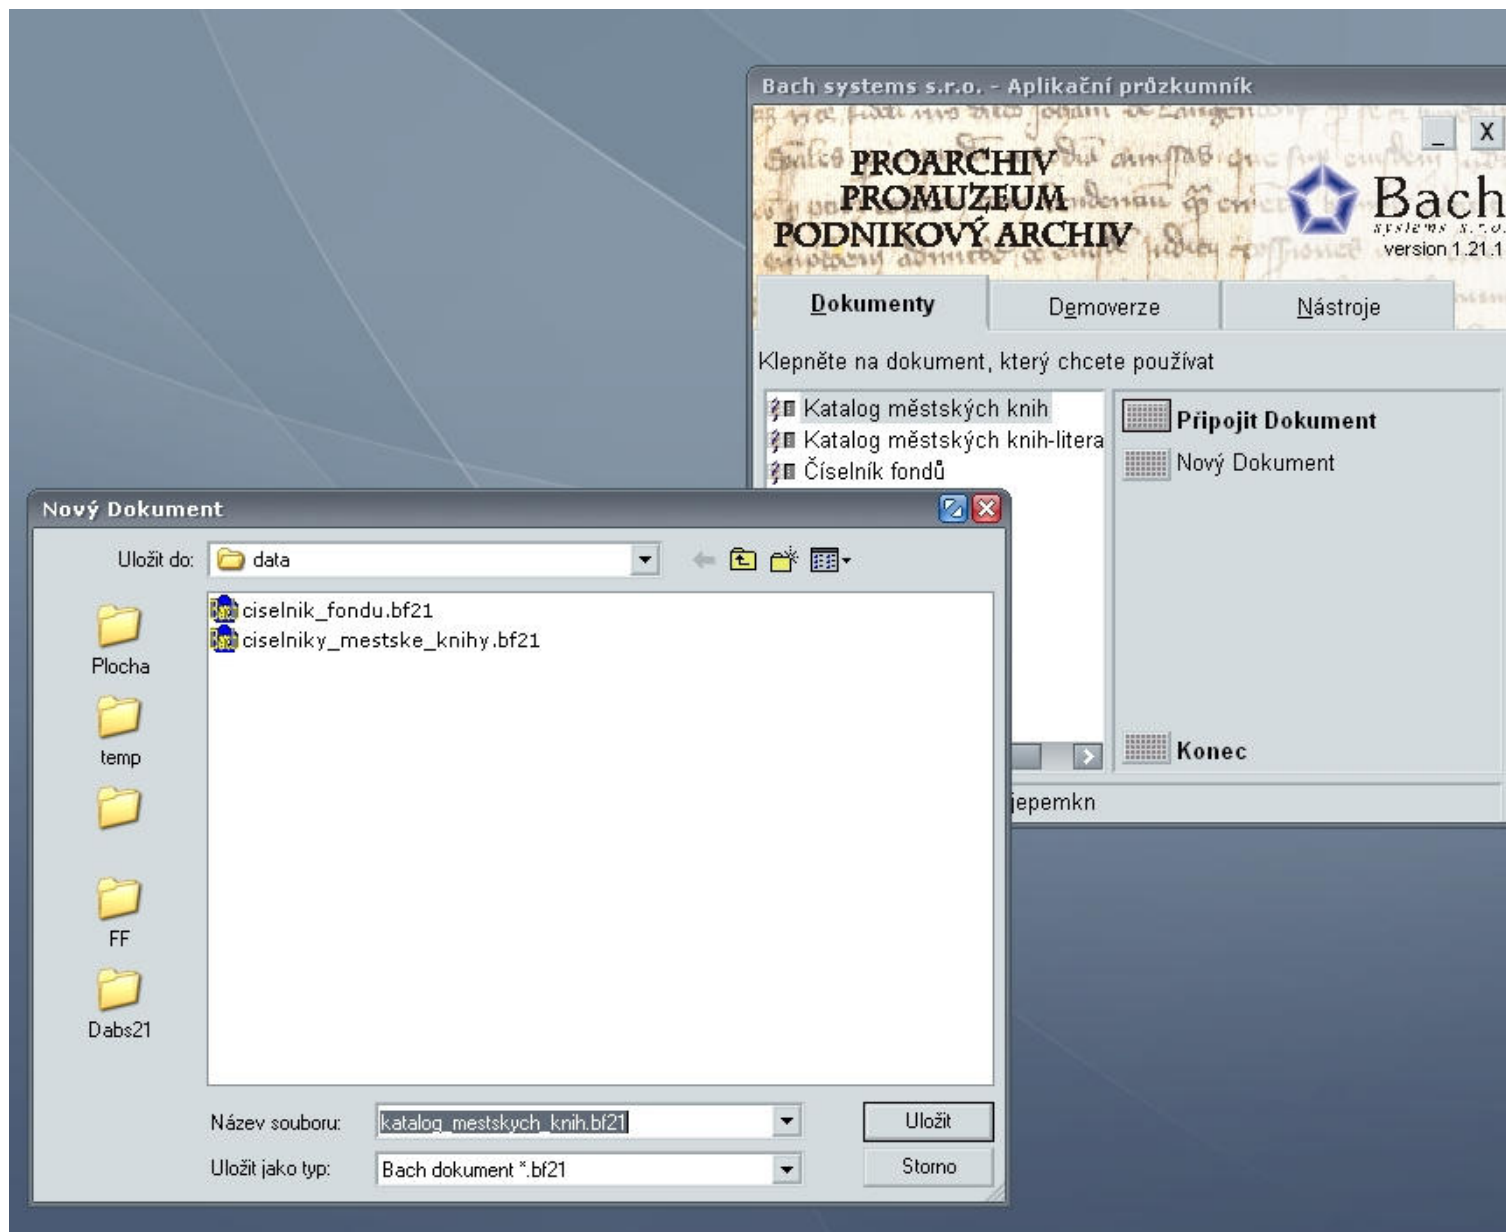 Bach systems s.r.o. - Aplikační průzkumník
_ X
PROARCHIV
PROMUZEUM
PODNIKOVÝ ARCHIV
Bach
systems s.r.o.
version 1.21.1
Dokumenty Demoverze Nástroje
Klepněte na dokument, který chcete používat
Katalog městských knih
Katalog městských knih-litera
Číselník fondů
Připojit Dokument
Nový Dokument
Konec
jepemkn
Nový Dokument
Uložit do: data
ciselnik_fondu.bf21
ciselniky_mestske_knihy.bf21
Plocha
temp
FF
Dabs21
Název souboru: katalog_mestskych_knih.bf21 Uložit
Uložit jako typ: Bach dokument *.bf21 Storno